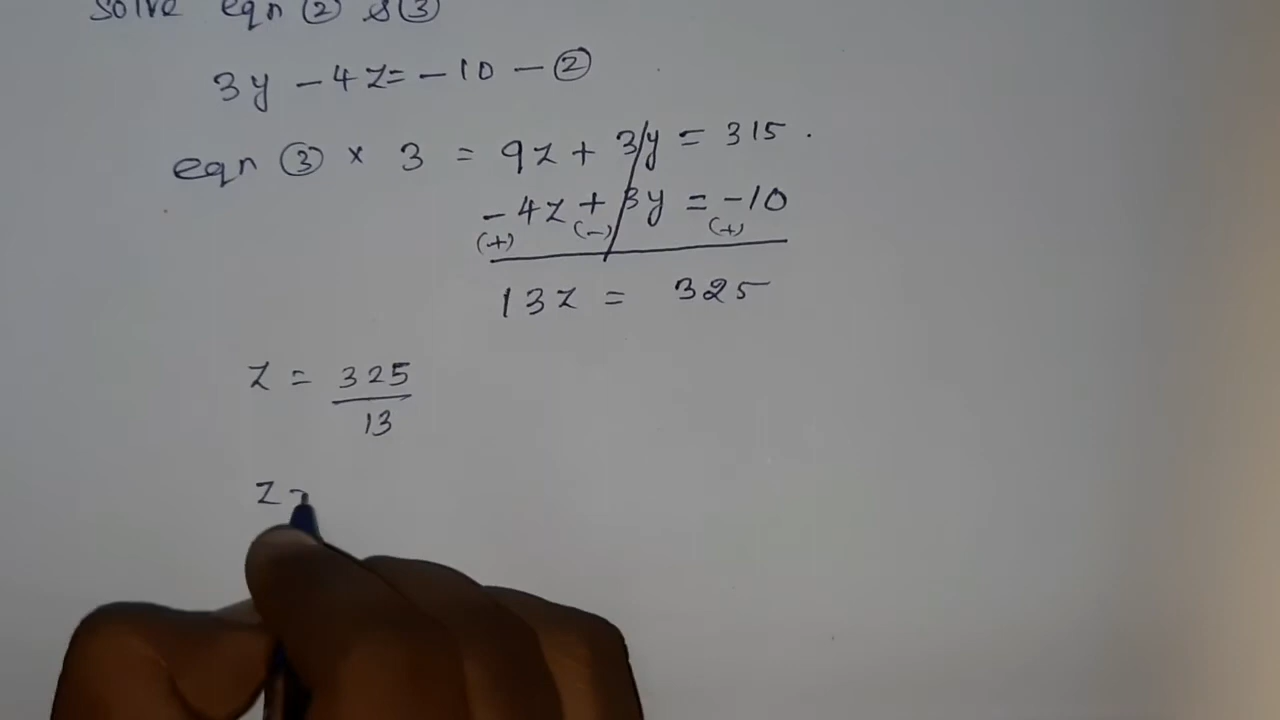 Solve eqn ② & ③
3y - 4z = -10 - ②
eqn ③ × 3 = 9z + 3y = 315.
-4z + 3y = -10
(+) (-) (+)
13z = 325
z = 325/13
z =